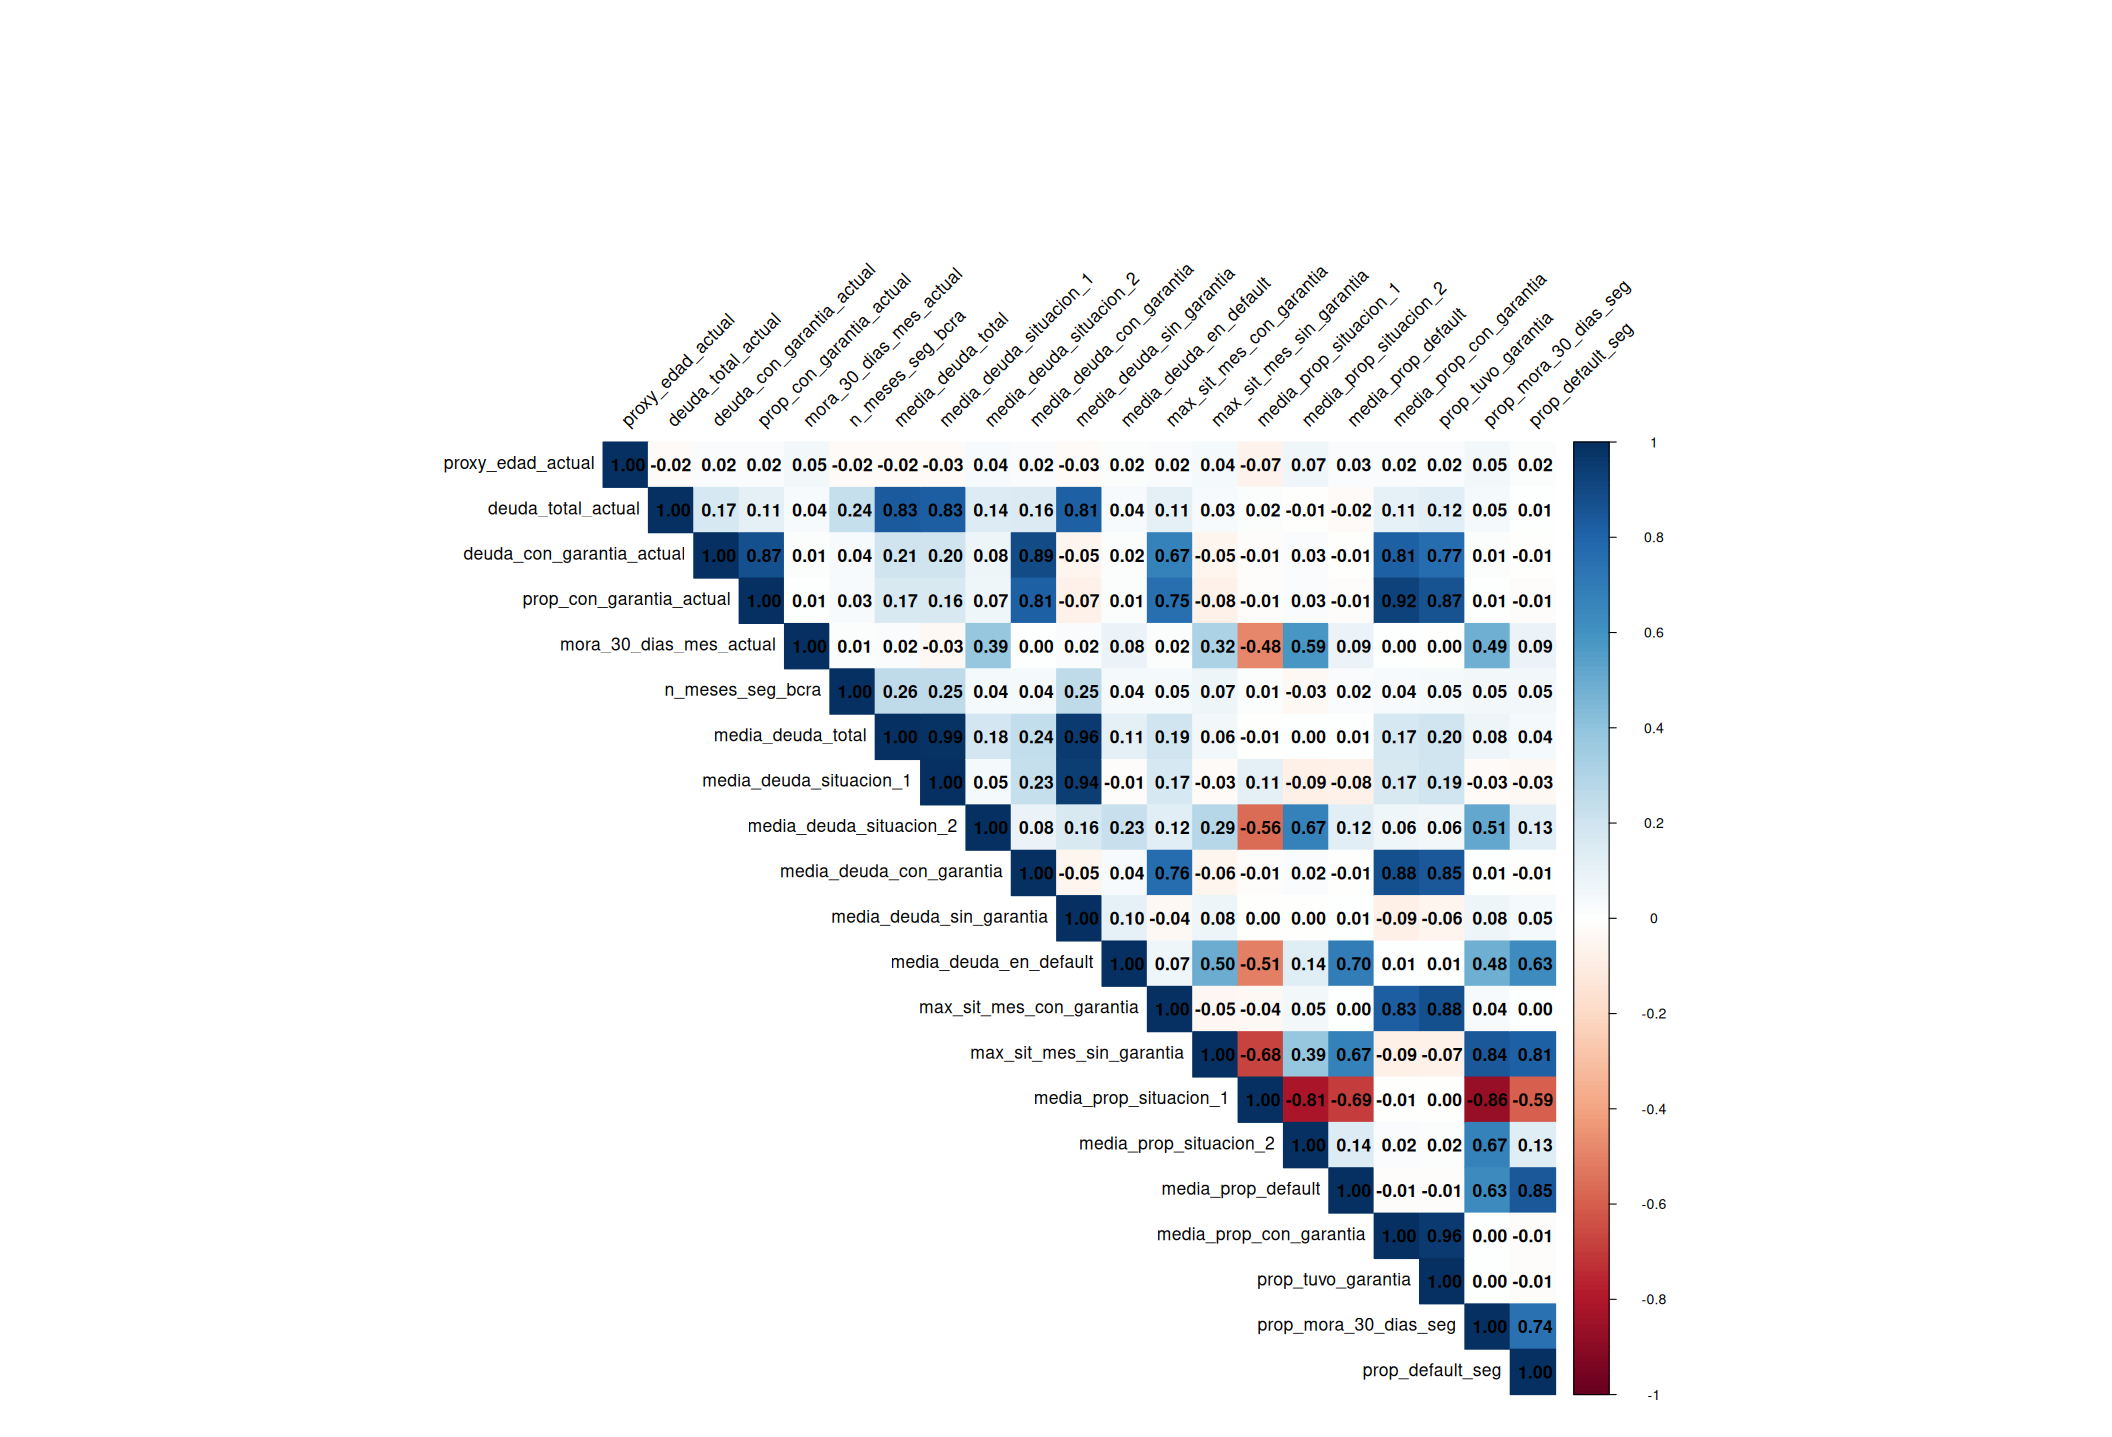 proxy_edad_actual
deuda_total_actual
deuda_con_garantia_actual
prop_con_garantia_actual
mora_30_dias_mes_actual
n_meses_seg_bcra
media_deuda_total
media_deuda_situacion_1
media_deuda_situacion_2
media_deuda_con_garantia
media_deuda_sin_garantia
media_deuda_en_default
max_sit_mes_con_garantia
max_sit_mes_sin_garantia
media_prop_situacion_1
media_prop_situacion_2
media_prop_default
media_prop_con_garantia
prop_tuvo_garantia
prop_mora_30_dias_seg
prop_default_seg
proxy_edad_actual 1.00 -0.02 0.02 0.02 0.05 -0.02 -0.02 -0.03 0.04 0.02 -0.03 0.02 0.02 0.04 -0.07 0.07 0.03 0.02 0.02 0.05 0.02
deuda_total_actual 1.00 0.17 0.11 0.04 0.24 0.83 0.83 0.14 0.16 0.81 0.04 0.11 0.03 0.02 -0.01 -0.02 0.11 0.12 0.05 0.01
deuda_con_garantia_actual 1.00 0.87 0.01 0.04 0.21 0.20 0.08 0.89 -0.05 0.02 0.67 -0.05 -0.01 0.03 -0.01 0.81 0.77 0.01 -0.01
prop_con_garantia_actual 1.00 0.01 0.03 0.17 0.16 0.07 0.81 -0.07 0.01 0.75 -0.08 -0.01 0.03 -0.01 0.92 0.87 0.01 -0.01
mora_30_dias_mes_actual 1.00 0.01 0.02 -0.03 0.39 0.00 0.02 0.08 0.02 0.32 -0.48 0.59 0.09 0.00 0.00 0.49 0.09
n_meses_seg_bcra 1.00 0.26 0.25 0.04 0.04 0.25 0.04 0.05 0.07 0.01 -0.03 0.02 0.04 0.05 0.05 0.05
media_deuda_total 1.00 0.99 0.18 0.24 0.96 0.11 0.19 0.06 -0.01 0.00 0.01 0.17 0.20 0.08 0.04
media_deuda_situacion_1 1.00 0.05 0.23 0.94 -0.01 0.17 -0.03 0.11 -0.09 -0.08 0.17 0.19 -0.03 -0.03
media_deuda_situacion_2 1.00 0.08 0.16 0.23 0.12 0.29 -0.56 0.67 0.12 0.06 0.06 0.51 0.13
media_deuda_con_garantia 1.00 -0.05 0.04 0.76 -0.06 -0.01 0.02 -0.01 0.88 0.85 0.01 -0.01
media_deuda_sin_garantia 1.00 0.10 -0.04 0.08 0.00 0.00 0.01 -0.09 -0.06 0.08 0.05
media_deuda_en_default 1.00 0.07 0.50 -0.51 0.14 0.70 0.01 0.01 0.48 0.63
max_sit_mes_con_garantia 1.00 -0.05 -0.04 0.05 0.00 0.83 0.88 0.04 0.00
max_sit_mes_sin_garantia 1.00 -0.68 0.39 0.67 -0.09 -0.07 0.84 0.81
media_prop_situacion_1 1.00 -0.81 -0.69 -0.01 0.00 -0.86 -0.59
media_prop_situacion_2 1.00 0.14 0.02 0.02 0.67 0.13
media_prop_default 1.00 -0.01 -0.01 0.63 0.85
media_prop_con_garantia 1.00 0.96 0.00 -0.01
prop_tuvo_garantia 1.00 0.00 -0.01
prop_mora_30_dias_seg 1.00 0.74
prop_default_seg 1.00
1
0.8
0.6
0.4
0.2
0
-0.2
-0.4
-0.6
-0.8
-1